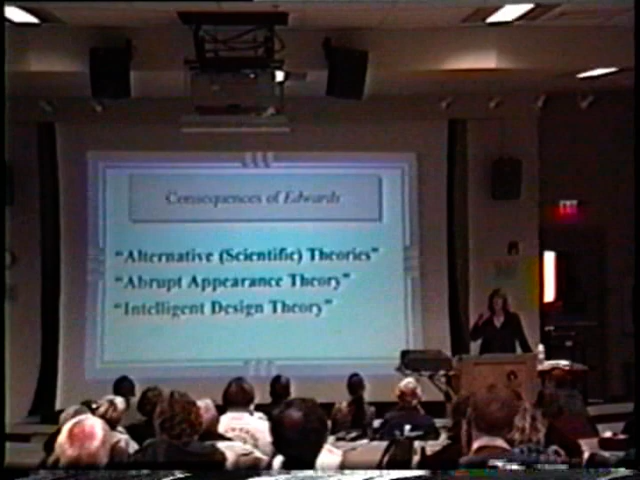 Consequences of Edwards
"Alternative (Scientific) Theories"
"Abrupt Appearance Theory"
"Intelligent Design Theory"